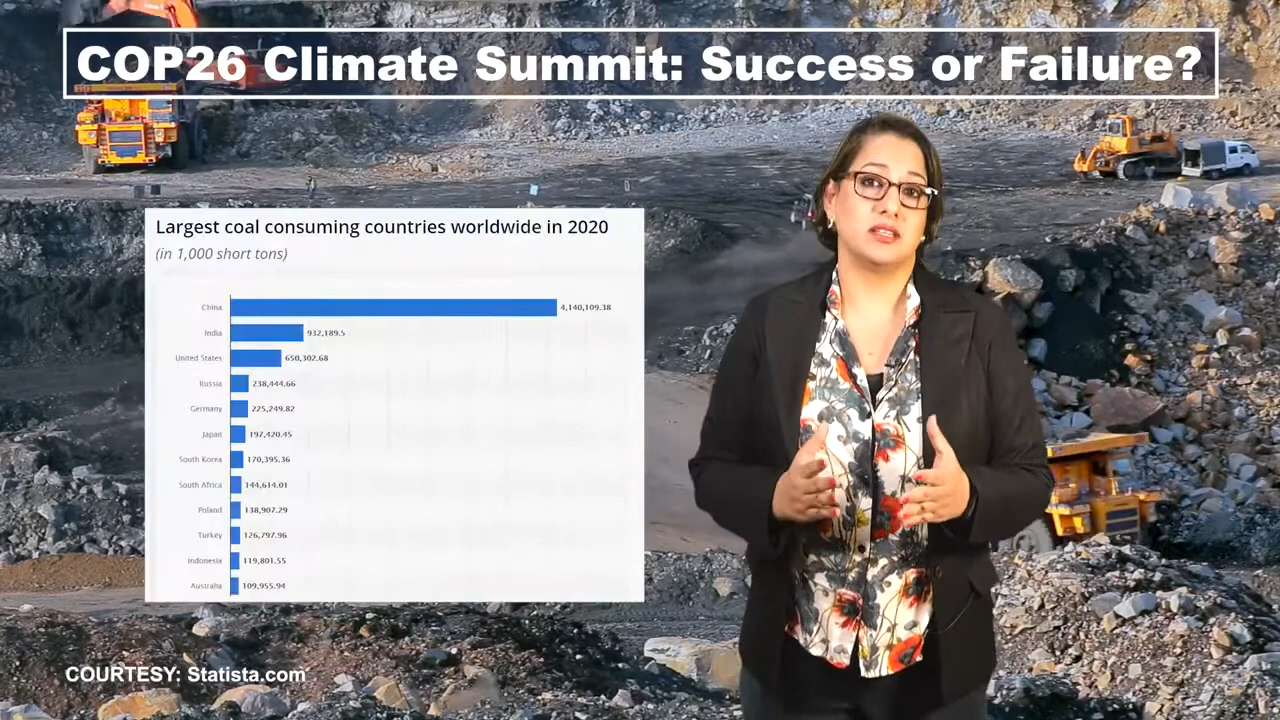 COP26 Climate Summit: Success or Failure?
Largest coal consuming countries worldwide in 2020
(in 1,000 short tons)
China 4,140,109.38
India 932,189.5
United States 650,302.68
Russia 238,444.66
Germany 225,249.82
Japan 197,420.45
South Korea 170,395.36
South Africa 144,614.01
Poland 138,907.29
Turkey 126,797.96
Indonesia 119,801.55
Australia 109,955.94
COURTESY: Statista.com